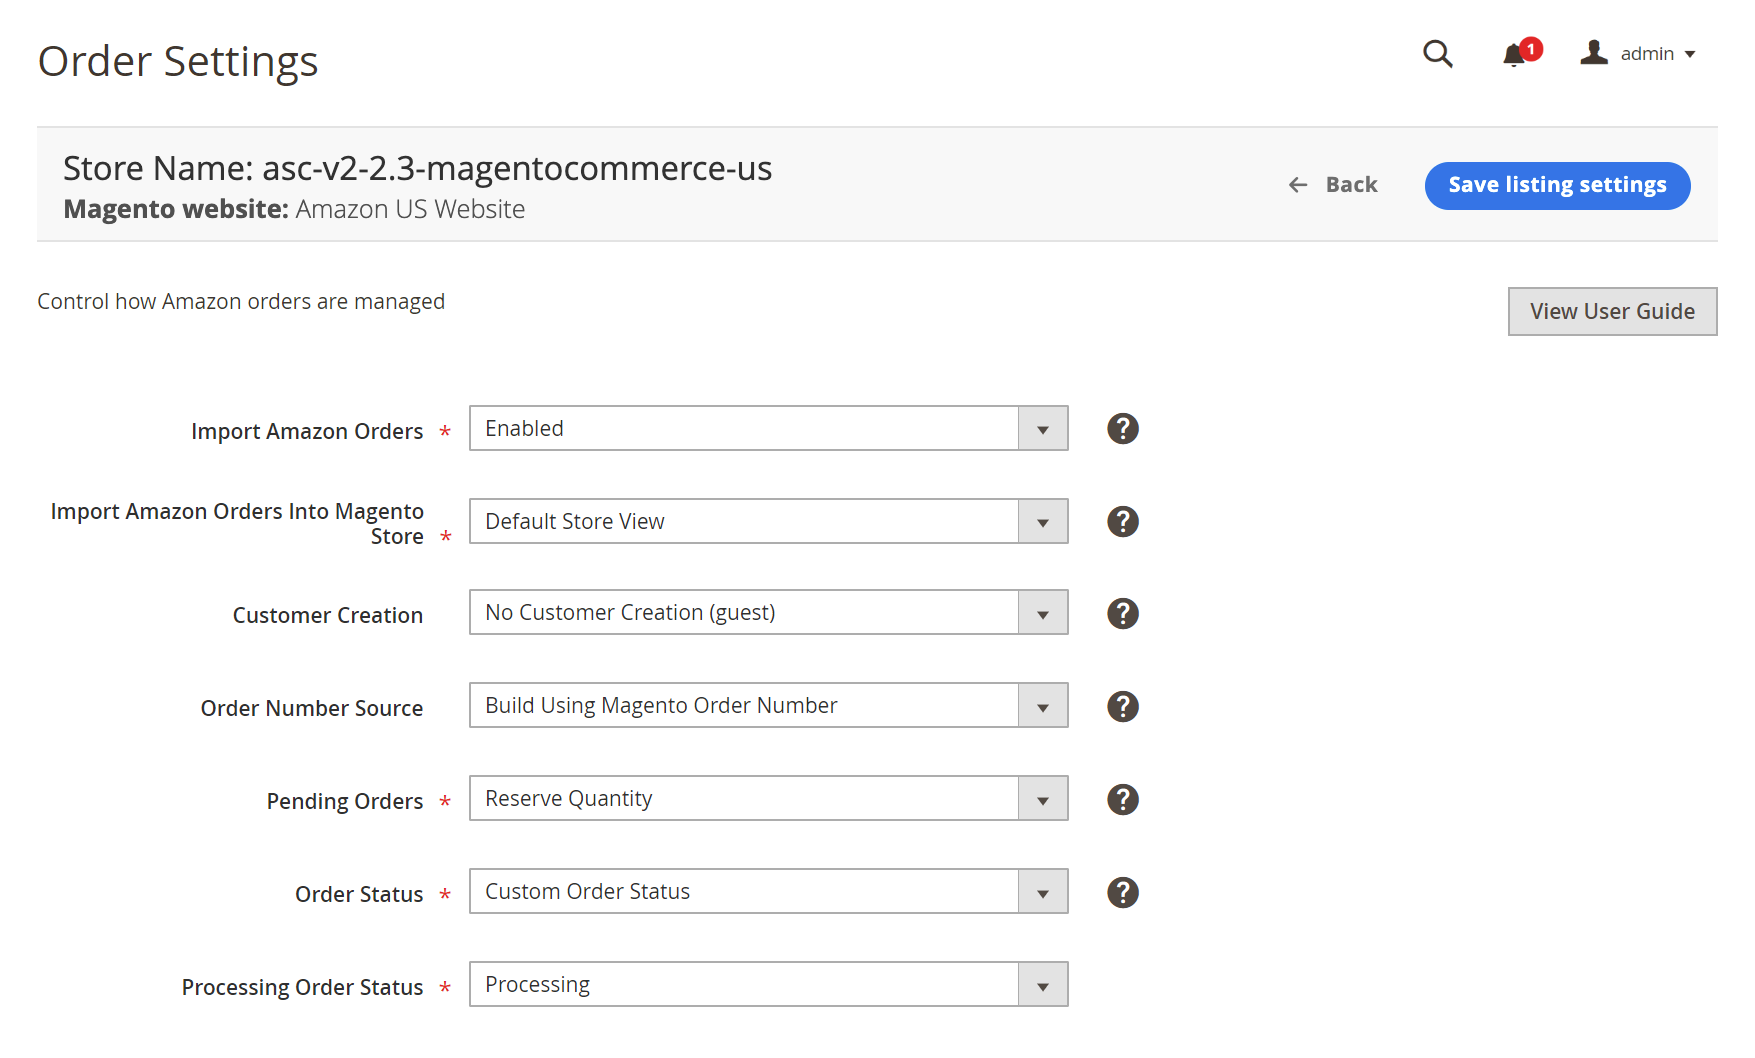 Order Settings
1
admin
Store Name: asc-v2-2.3-magentocommerce-us
Magento website: Amazon US Website
Back
Save listing settings
Control how Amazon orders are managed
View User Guide
Import Amazon Orders *
Enabled
?
Import Amazon Orders Into Magento
Store *
Default Store View
?
Customer Creation
No Customer Creation (guest)
?
Order Number Source
Build Using Magento Order Number
?
Pending Orders *
Reserve Quantity
?
Order Status *
Custom Order Status
?
Processing Order Status *
Processing